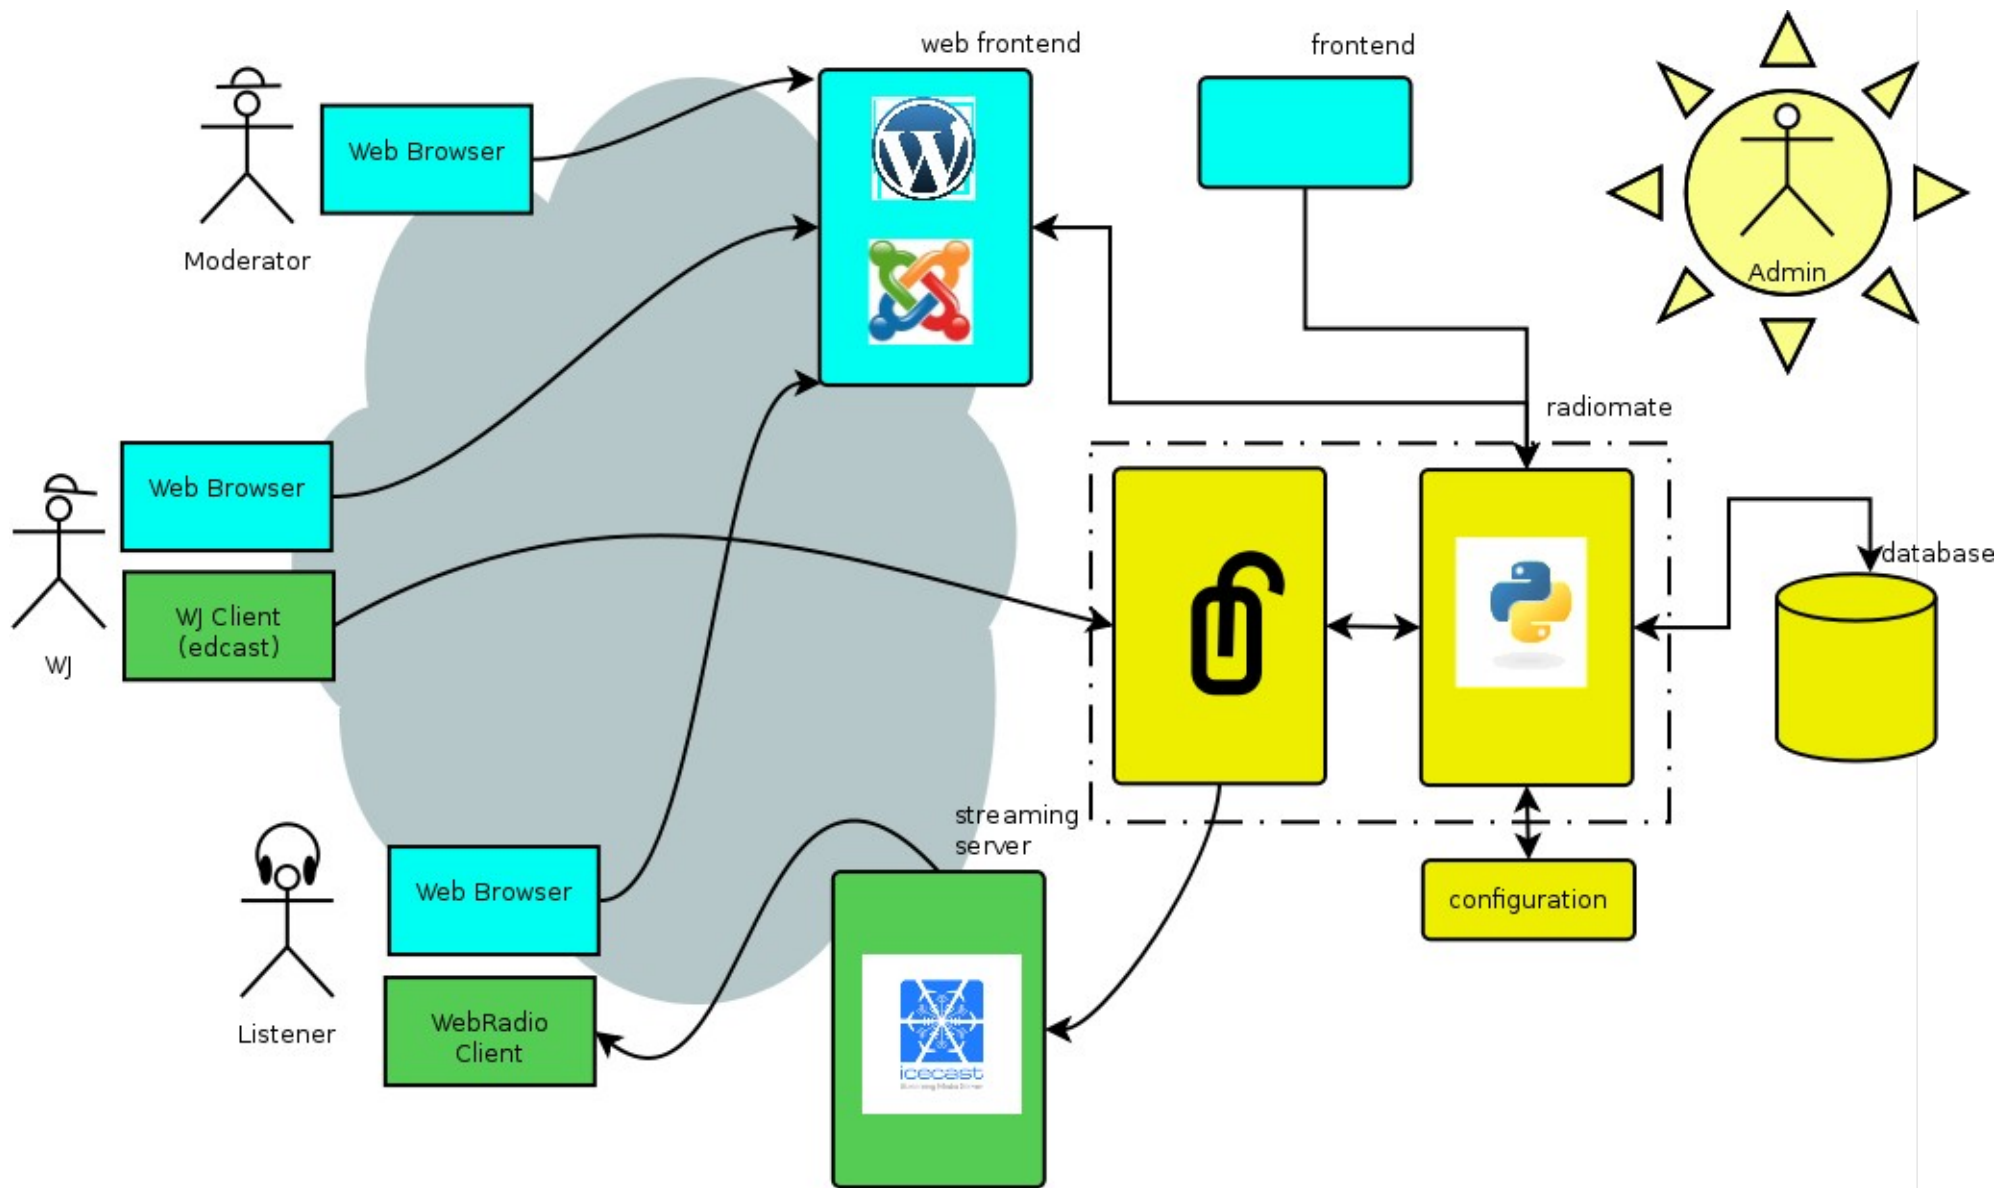 web frontend
frontend
Web Browser
Moderator
Admin
radiomate
Web Browser
database
WJ Client
(edcast)
WJ
streaming
server
Web Browser
configuration
WebRadio
Client
Listener
icecast